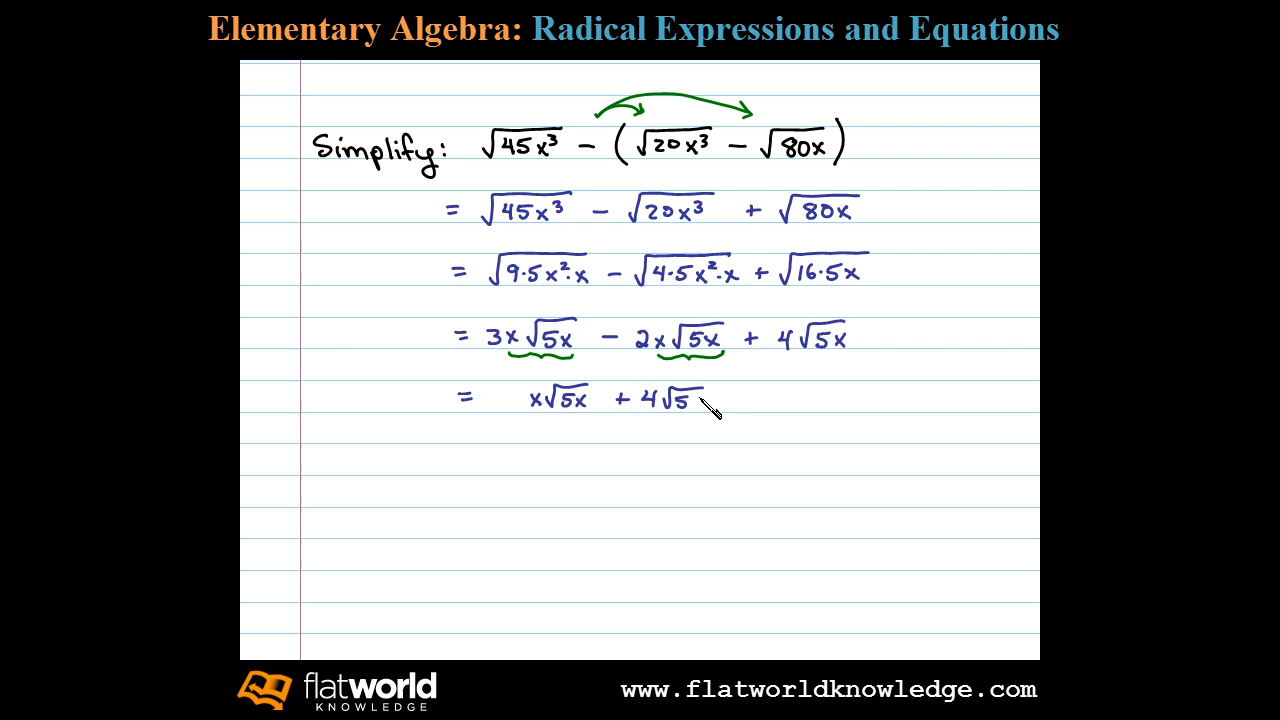 Elementary Algebra: Radical Expressions and Equations
Simplify: √45x³ − (√20x³ − √80x)
= √45x³ − √20x³ + √80x
= √9·5x²·x − √4·5x²·x + √16·5x
= 3x√5x − 2x√5x + 4√5x
= x√5x + 4√5
flatworld
KNOWLEDGE
www.flatworldknowledge.com